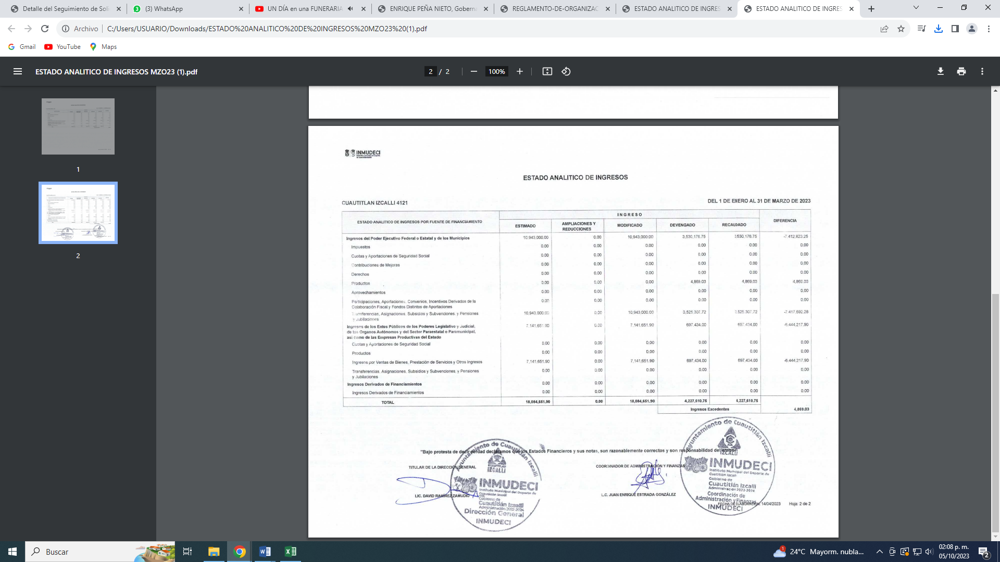 Detalle del Seguimiento de Soli
(3) WhatsApp
UN DÍA en una FUNERARIA
ENRIQUE PEÑA NIETO, Goberna
REGLAMENTO-DE-ORGANIZAC
ESTADO ANALITICO DE INGRES
ESTADO ANALITICO DE INGRES
Archivo C:/Users/USUARIO/Downloads/ESTADO%20ANALITICO%20DE%20INGRESOS%20MZO23%20(1).pdf
Gmail YouTube Maps
ESTADO ANALITICO DE INGRESOS MZO23 (1).pdf
2 / 2
100%
1
2
INMUDECI
ESTADO ANALITICO DE INGRESOS
CUAUTITLAN IZCALLI 4121
DEL 1 DE ENERO AL 31 DE MARZO DE 2023
ESTADO ANALITICO DE INGRESOS POR FUENTE DE FINANCIAMIENTO
INGRESO
DIFERENCIA
ESTIMADO AMPLIACIONES Y REDUCCIONES MODIFICADO DEVENGADO RECAUDADO
Ingresos del Poder Ejecutivo Federal o Estatal y de los Municipios 10,943,000.00 0.00 10,943,000.00 3,530,176.75 3,530,176.75 -7,412,823.25
Impuestos 0.00 0.00 0.00 0.00 0.00 0.00
Cuotas y Aportaciones de Seguridad Social 0.00 0.00 0.00 0.00 0.00 0.00
Contribuciones de Mejoras 0.00 0.00 0.00 0.00 0.00 0.00
Derechos 0.00 0.00 0.00 0.00 0.00 0.00
Productos 0.00 0.00 0.00 4,869.03 4,869.03 4,869.03
Aprovechamientos 0.00 0.00 0.00 0.00 0.00 0.00
Participaciones, Aportaciones, Convenios, Incentivos Derivados de la
Colaboración Fiscal y Fondos Distintos de Aportaciones 0.00 0.00 0.00 0.00 0.00 0.00
Transferencias, Asignaciones, Subsidios y Subvenciones, y Pensiones
y Jubilaciones 10,943,000.00 0.00 10,943,000.00 3,525,307.72 3,525,307.72 -7,417,692.28
Ingresos de los Entes Públicos de los Poderes Legislativo y Judicial,
de los Organos Autónomos y del Sector Paraestatal o Paramunicipal,
así como de las Empresas Productivas del Estado 7,141,651.90 0.00 7,141,651.90 697,434.00 697,434.00 -6,444,217.90
Cuotas y Aportaciones de Seguridad Social 0.00 0.00 0.00 0.00 0.00 0.00
Productos 0.00 0.00 0.00 0.00 0.00 0.00
Ingresos por Ventas de Bienes, Prestación de Servicios y Otros Ingresos 7,141,651.90 0.00 7,141,651.90 697,434.00 697,434.00 -6,444,217.90
Transferencias, Asignaciones, Subsidios y Subvenciones, y Pensiones
y Jubilaciones 0.00 0.00 0.00 0.00 0.00 0.00
Ingresos Derivados de Financiamientos 0.00 0.00 0.00 0.00 0.00 0.00
Ingresos Derivados de Financiamientos 0.00 0.00 0.00 0.00 0.00 0.00
TOTAL 18,084,651.90 0.00 18,084,651.90 4,227,610.75 4,227,610.75
Ingresos Excedentes 4,869.03
"Bajo protesta de decir verdad declaramos que los Estados Financieros y sus notas, son razonablemente correctos y son responsabilidad del emisor
TITULAR DE LA DIRECCIÓN GENERAL
COORDINADOR DE ADMINISTRACIÓN Y FINANZAS
LIC. DAVID RAMÍREZ ZAMUDIO
L.C. JUAN ENRIQUE ESTRADA GONZÁLEZ
Ayuntamiento de Cuautitlán Izcalli
IZCALLI
INMUDECI
Instituto Municipal del Deporte de
Cuautitlán Izcalli
Gobierno de
Cuautitlán Izcalli
Administración 2022-2024
Dirección General
INMUDECI
Ayuntamiento de Cuautitlán Izcalli
IZCALLI
INMUDECI
Instituto Municipal del Deporte de
Cuautitlán Izcalli
Gobierno de
Cuautitlán Izcalli
Administración 2022-2024
Coordinación de
Administración y Finanzas
INMUDECI
FECHA DE ELABORACIÓN: 14/04/2023 Hoja: 2 de 2
Buscar
24°C Mayorm. nubla...
02:08 p. m.
05/10/2023
2